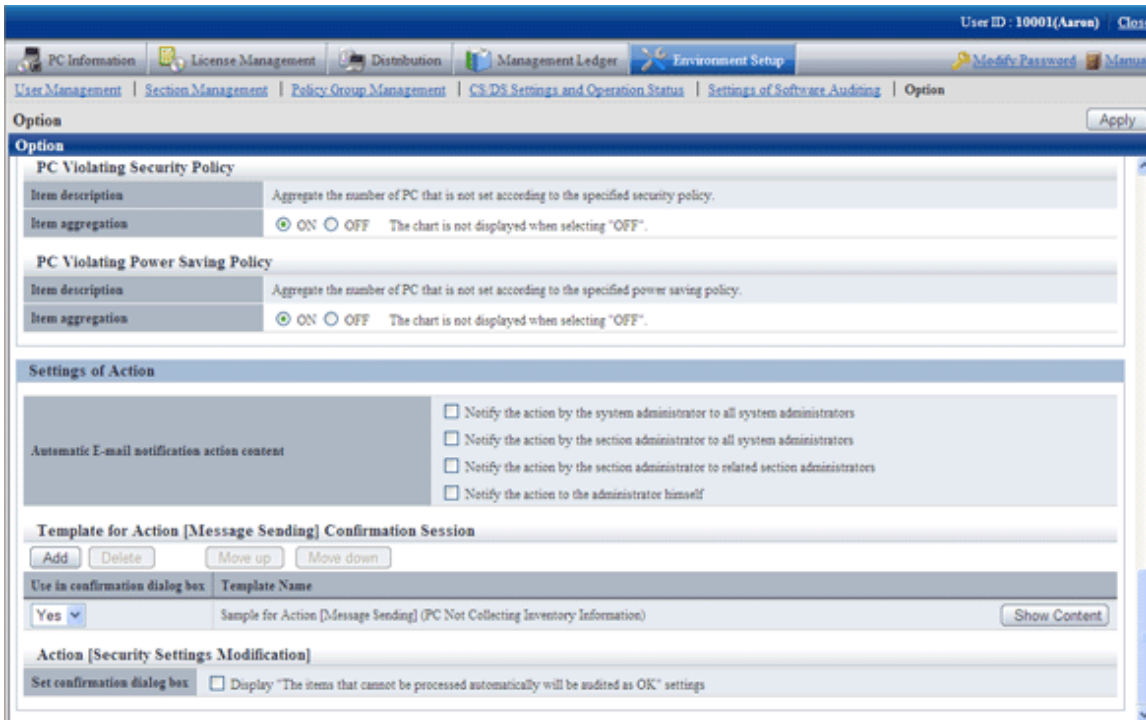 User ID : 10001(Aaron) Close
PC Information License Management Distribution Management Ledger Environment Setup Modify Password Manua
User Management | Section Management | Policy Group Management | CS/DS Settings and Operation Status | Settings of Software Auditing | Option
Option Apply
Option
PC Violating Security Policy
Item description Aggregate the number of PC that is not set according to the specified security policy.
Item aggregation ON OFF The chart is not displayed when selecting "OFF".
PC Violating Power Saving Policy
Item description Aggregate the number of PC that is not set according to the specified power saving policy.
Item aggregation ON OFF The chart is not displayed when selecting "OFF".
Settings of Action
Automatic E-mail notification action content
Notify the action by the system administrator to all system administrators
Notify the action by the section administrator to all system administrators
Notify the action by the section administrator to related section administrators
Notify the action to the administrator himself
Template for Action [Message Sending] Confirmation Session
Add Delete Move up Move down
Use in confirmation dialog box Template Name
Yes Sample for Action [Message Sending] (PC Not Collecting Inventory Information) Show Content
Action [Security Settings Modification]
Set confirmation dialog box Display "The items that cannot be processed automatically will be audited as OK" settings